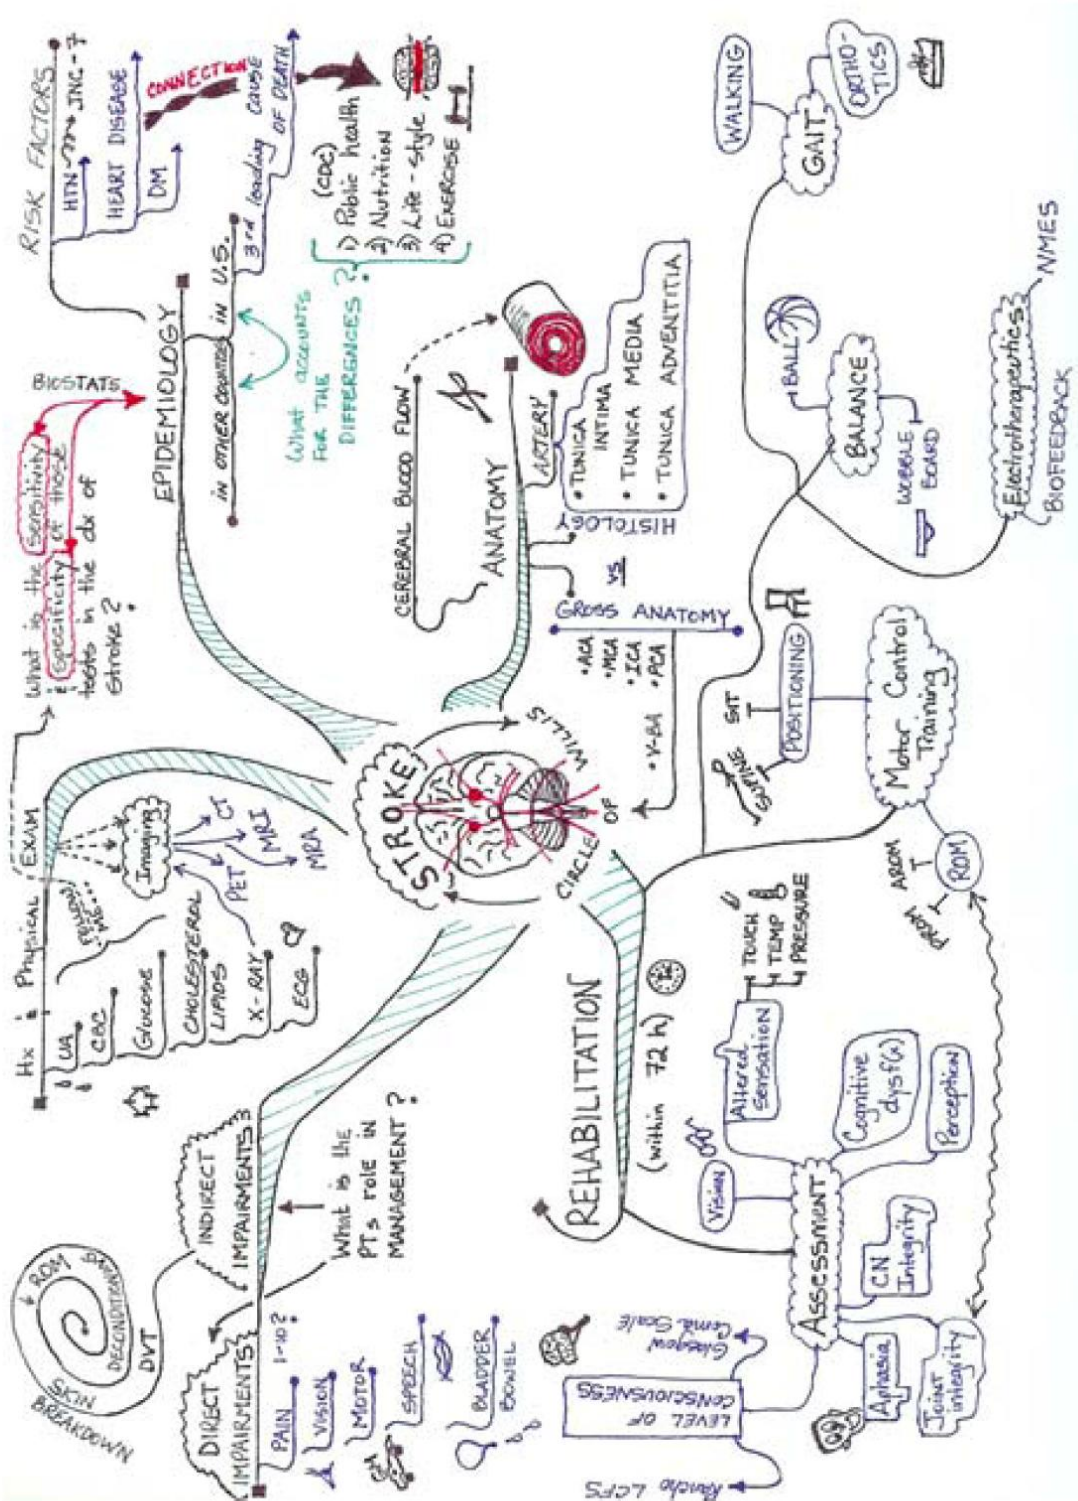 STROKE
CIRCLE OF WILLIS
Hx & Physical EXAM
UA
CBC
Glucose
CHOLESTEROL
LIPIDS
X-RAY
ECG
Imaging
PET
CT
MRI
MRA
What is the Sensitivity
& Specificity of those
tests in the dx of
stroke?
BIOSTATS
EPIDEMIOLOGY
RISK FACTORS
HTN
JNC-7
HEART DISEASE
DM
CONNECTION
IN OTHER COUNTRIES
IN U.S.
3rd leading cause
OF DEATH
What accounts
FOR THE
DIFFERENCES?
(CDC)
1) Public health
2) Nutrition
3) Life-style
4) EXERCISE
CEREBRAL BLOOD FLOW
ANATOMY
ARTERY
• TUNICA
INTIMA
• TUNICA MEDIA
• TUNICA ADVENTITIA
HISTOLOGY
VS
GROSS ANATOMY
• ACA
• MCA
• ICA
• PCA
• V-BA
INDIRECT
IMPAIRMENTS
↓ ROM
DECONDITIONING
DVT
SKIN
BREAKDOWN
DIRECT
IMPAIRMENTS
PAIN
1-10?
VISION
MOTOR
SPEECH
BLADDER
BOWEL
What is the
PTs role in
MANAGEMENT?
REHABILITATION
(within 72 h)
ASSESSMENT
LEVEL OF
CONSCIOUSNESS
Glasgow
Coma Scale
Rancho LCFS
Vision
Altered
Sensation
TOUCH
TEMP
PRESSURE
Cognitive
dysf(x)
Perception
CN
Integrity
Aphasia
Joint
integrity
Motor Control
Training
ROM
PROM
AROM
POSITIONING
SUPINE
SIT
BALANCE
BALL
WOBBLE
BOARD
GAIT
WALKING
ORTHO-
TICS
Electrotherapeutics
NMES
BIOFEEDBACK